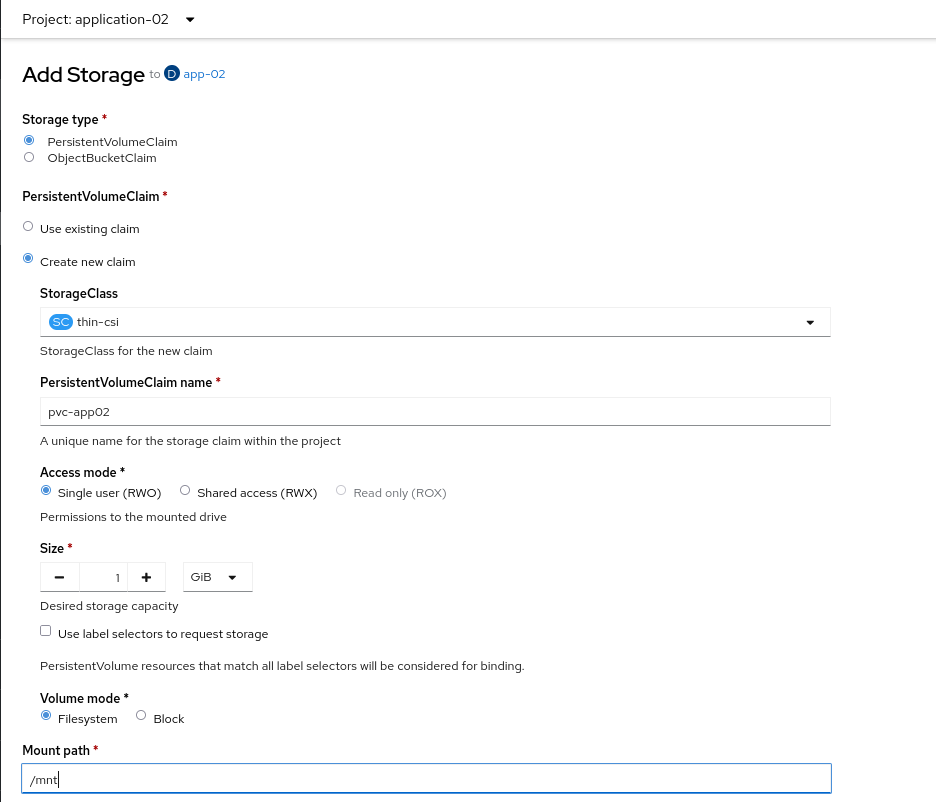 Project: application-02
Add Storage to D app-02
Storage type *
PersistentVolumeClaim
ObjectBucketClaim
PersistentVolumeClaim *
Use existing claim
Create new claim
StorageClass
SC thin-csi
StorageClass for the new claim
PersistentVolumeClaim name *
pvc-app02
A unique name for the storage claim within the project
Access mode *
Single user (RWO) Shared access (RWX) Read only (ROX)
Permissions to the mounted drive
Size *
1 GiB
Desired storage capacity
Use label selectors to request storage
PersistentVolume resources that match all label selectors will be considered for binding.
Volume mode *
Filesystem Block
Mount path *
/mnt